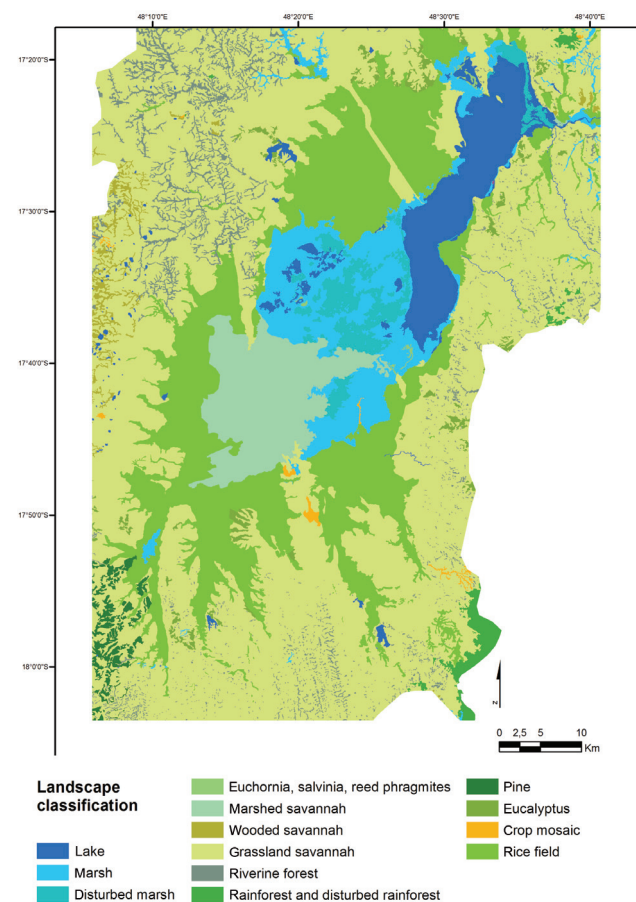 48°10'0"E
48°20'0"E
48°30'0"E
48°40'0"E
17°20'0"S
17°30'0"S
17°40'0"S
17°50'0"S
18°0'0"S
N
0 2,5 5 10
Km
Landscape
classification
Lake
Marsh
Disturbed marsh
Euchornia, salvinia, reed phragmites
Marshed savannah
Wooded savannah
Grassland savannah
Riverine forest
Rainforest and disturbed rainforest
Pine
Eucalyptus
Crop mosaic
Rice field